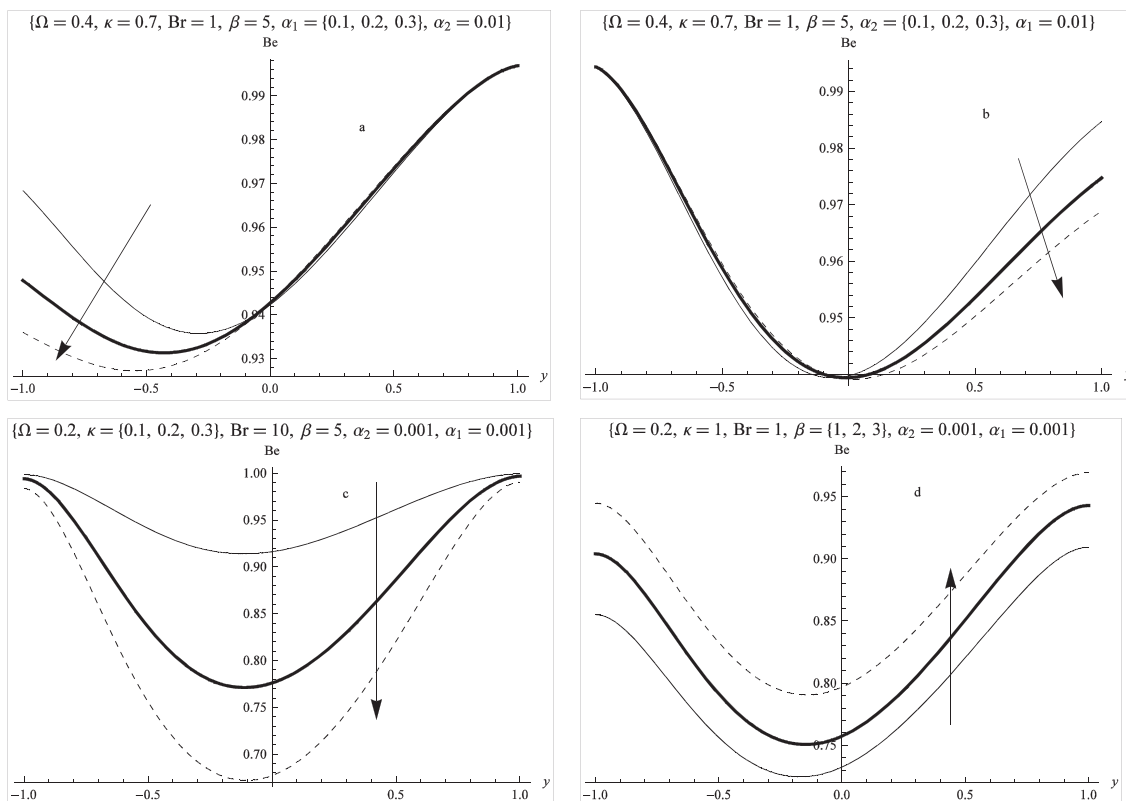 {Ω = 0.4, κ = 0.7, Br = 1, β = 5, α₁ = {0.1, 0.2, 0.3}, α₂ = 0.01}
Be
0.99
0.98
0.97
0.96
0.95
0.94
0.93
a
−1.0 −0.5 0.0 0.5 1.0 y
{Ω = 0.4, κ = 0.7, Br = 1, β = 5, α₂ = {0.1, 0.2, 0.3}, α₁ = 0.01}
Be
0.99
0.98
0.97
0.96
0.95
b
−1.0 −0.5 0 0.5 1.0
{Ω = 0.2, κ = {0.1, 0.2, 0.3}, Br = 10, β = 5, α₂ = 0.001, α₁ = 0.001}
Be
1.00
0.95
0.90
0.85
0.80
0.75
0.70
c
−1.0 −0.5 0.5 1.0 y
{Ω = 0.2, κ = 1, Br = 1, β = {1, 2, 3}, α₂ = 0.001, α₁ = 0.001}
Be
0.95
0.90
0.85
0.80
0.75
d
−1.0 −0.5 0.0 0.5 1.0 y